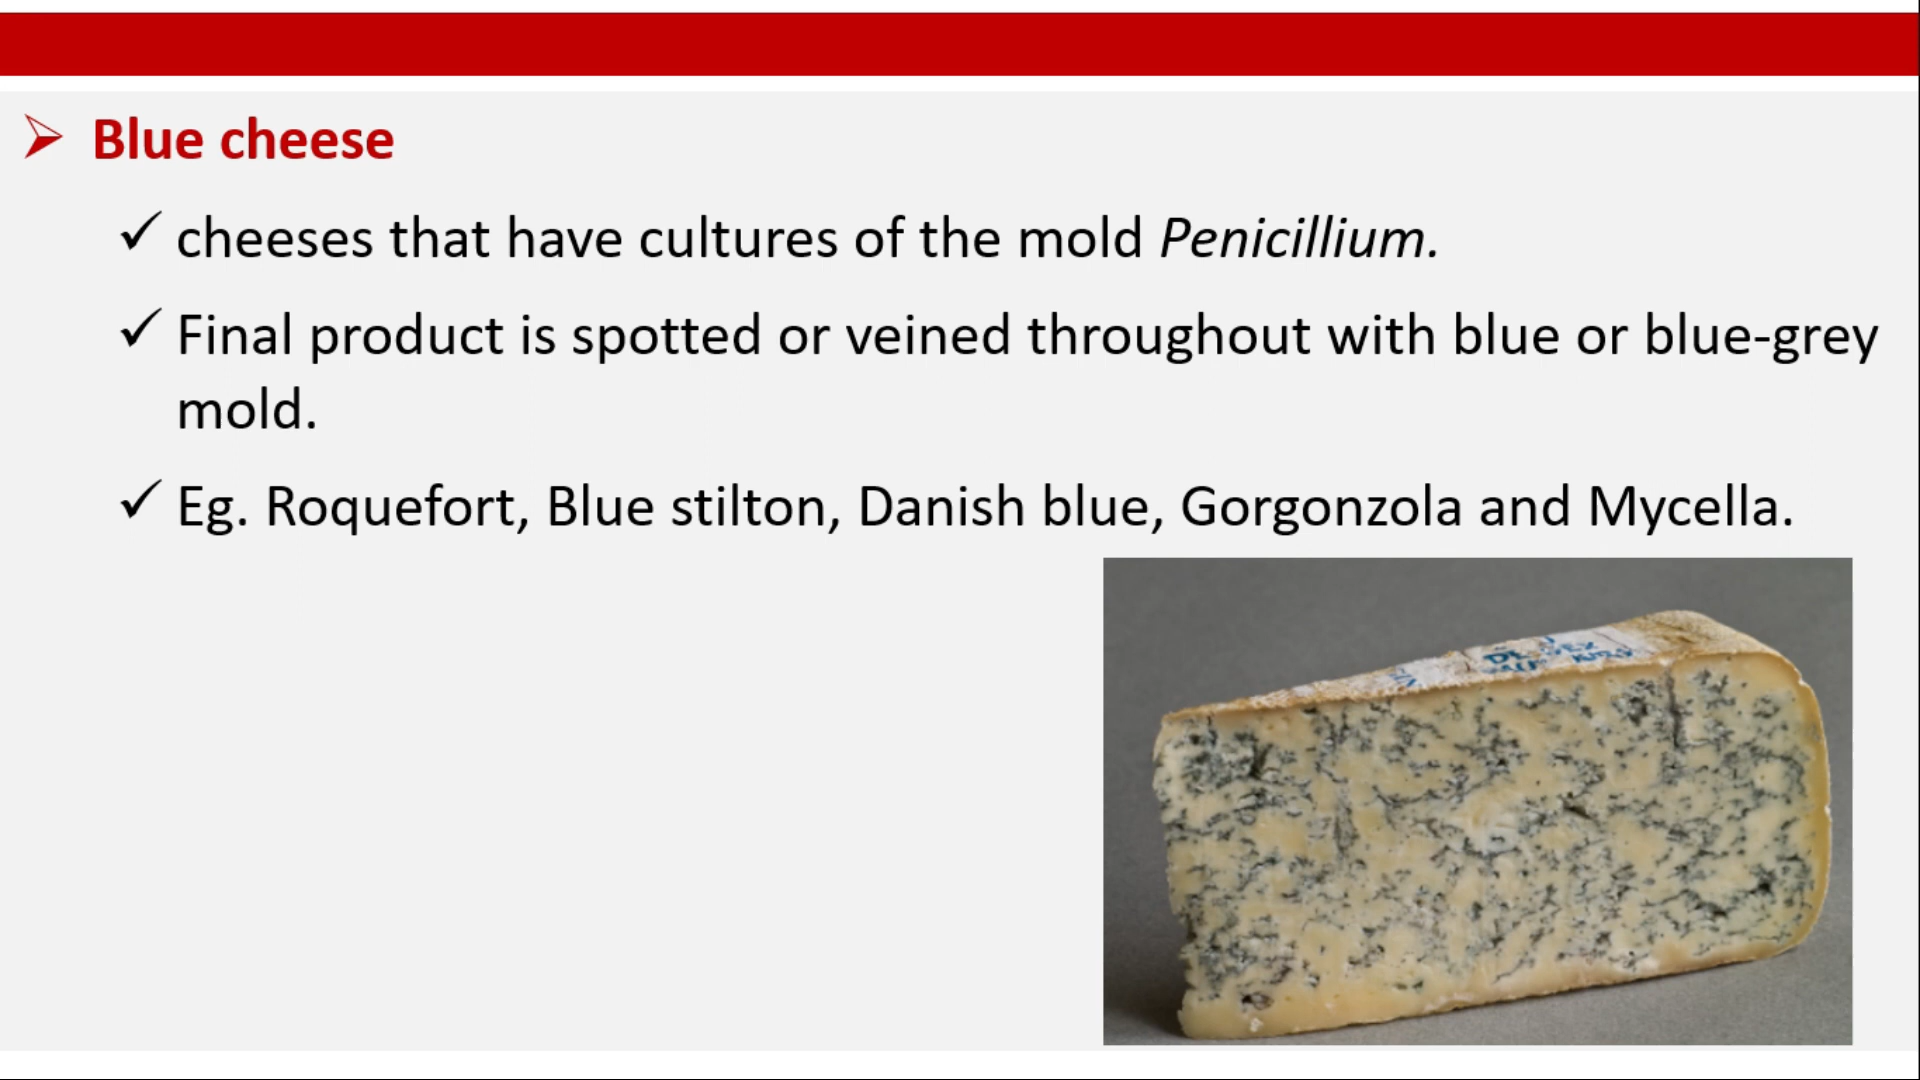 Blue cheese
cheeses that have cultures of the mold Penicillium.
Final product is spotted or veined throughout with blue or blue-grey
mold.
Eg. Roquefort, Blue stilton, Danish blue, Gorgonzola and Mycella.